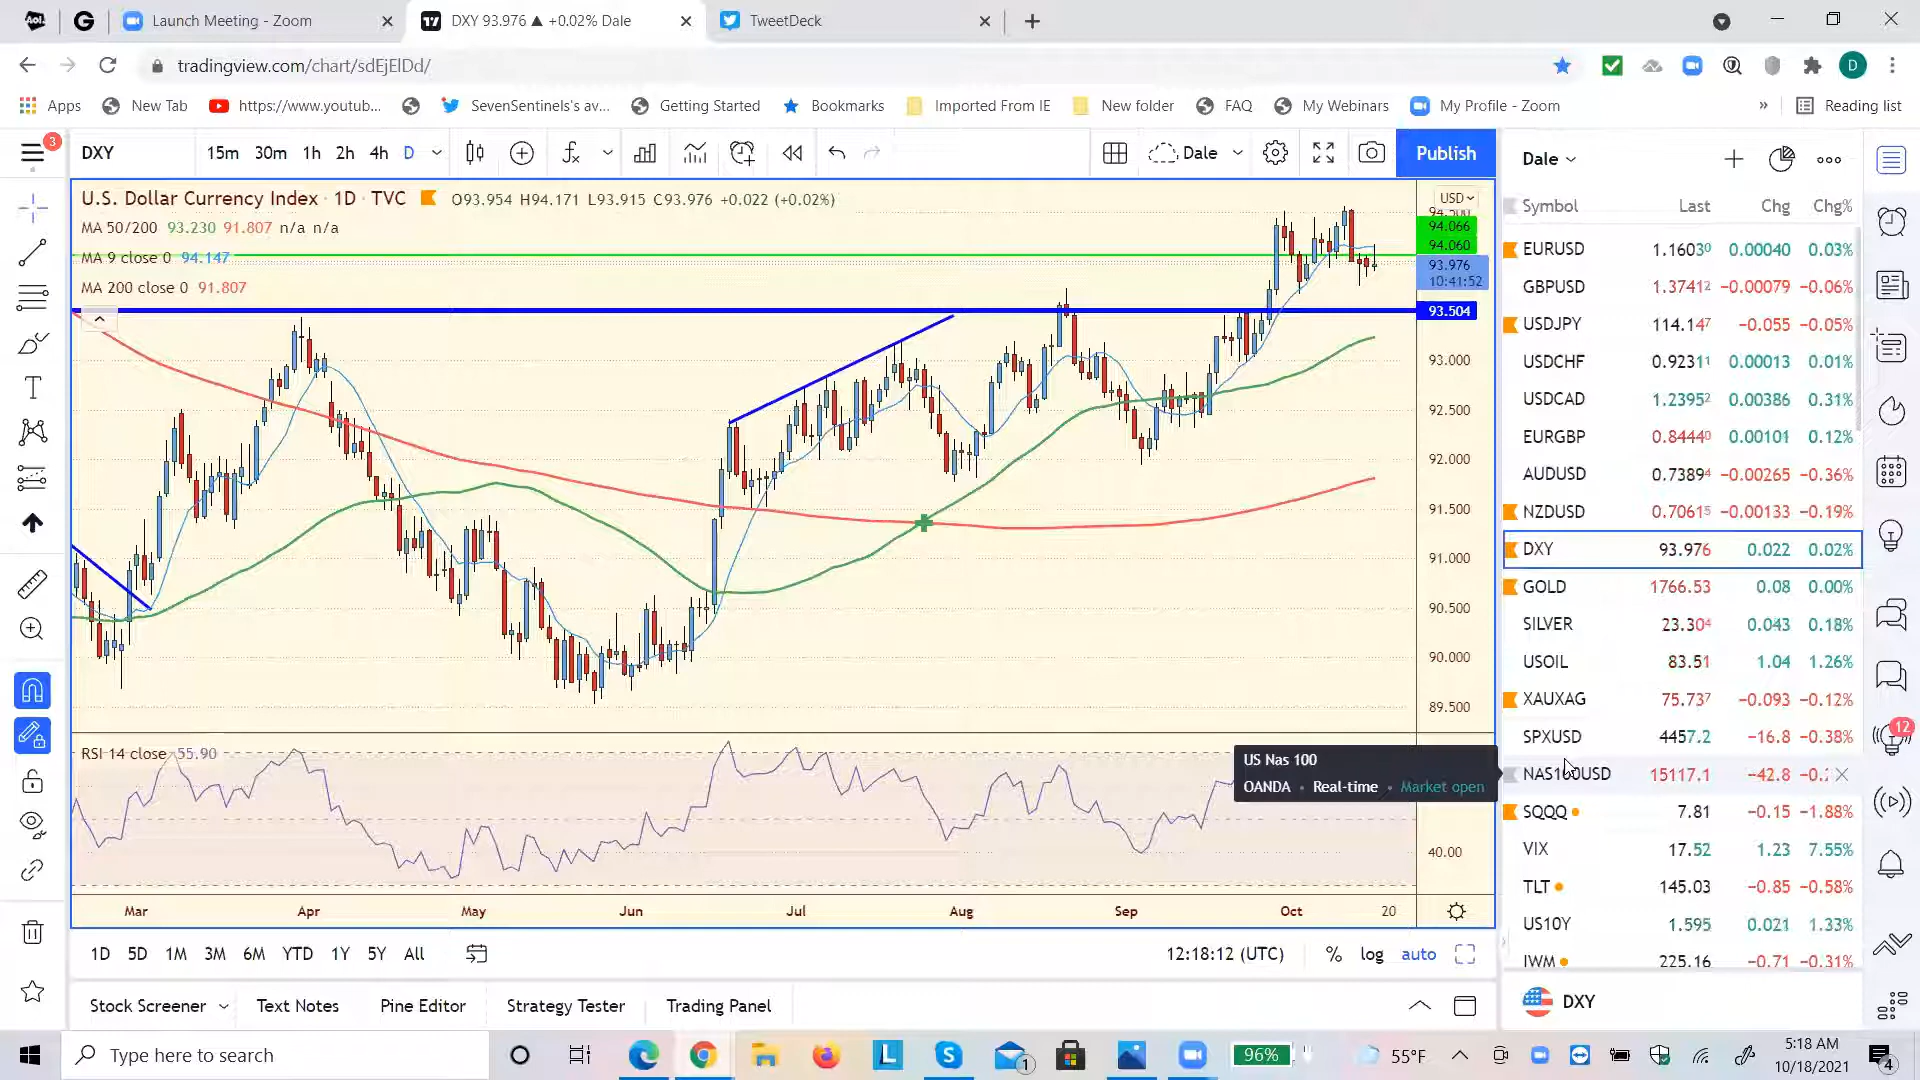 Aol.
G
Launch Meeting - Zoom
DXY 93.976 ▲ +0.02% Dale
TweetDeck
tradingview.com/chart/sdEjElDd/
D
Apps
New Tab
https://www.youtub...
SevenSentinels's av...
Getting Started
Bookmarks
Imported From IE
New folder
FAQ
My Webinars
My Profile - Zoom
»
Reading list
3
DXY
15m 30m 1h 2h 4h D
Dale
Publish
Dale
U.S. Dollar Currency Index · 1D · TVC
O93.954 H94.171 L93.915 C93.976 +0.022 (+0.02%)
MA 50/200 93.230 91.807 n/a n/a
MA 9 close 0 94.147
MA 200 close 0 91.807
USD
94.500
94.066
94.060
93.976
10:41:52
93.504
93.000
92.500
92.000
91.500
91.000
90.500
90.000
89.500
RSI 14 close 55.90
40.00
US Nas 100
OANDA • Real-time • Market open
Mar Apr May Jun Jul Aug Sep Oct 20
1D 5D 1M 3M 6M YTD 1Y 5Y All
12:18:12 (UTC)
% log auto
Stock Screener
Text Notes
Pine Editor
Strategy Tester
Trading Panel
Symbol Last Chg Chg%
EURUSD 1.16030 0.00040 0.03%
GBPUSD 1.37412 −0.00079 −0.06%
USDJPY 114.147 −0.055 −0.05%
USDCHF 0.92311 0.00013 0.01%
USDCAD 1.23952 0.00386 0.31%
EURGBP 0.84440 0.00101 0.12%
AUDUSD 0.73894 −0.00265 −0.36%
NZDUSD 0.70615 −0.00133 −0.19%
DXY 93.976 0.022 0.02%
GOLD 1766.53 0.08 0.00%
SILVER 23.304 0.043 0.18%
USOIL 83.51 1.04 1.26%
XAUXAG 75.737 −0.093 −0.12%
SPXUSD 4457.2 −16.8 −0.38%
NAS100USD 15117.1 −42.8
SQQQ 7.81 −0.15 −1.88%
VIX 17.52 1.23 7.55%
TLT 145.03 −0.85 −0.58%
US10Y 1.595 0.021 1.33%
IWM 225.16 −0.71 −0.31%
DXY
12
Type here to search
L
S
1
96%
55°F
5:18 AM
10/18/2021
4